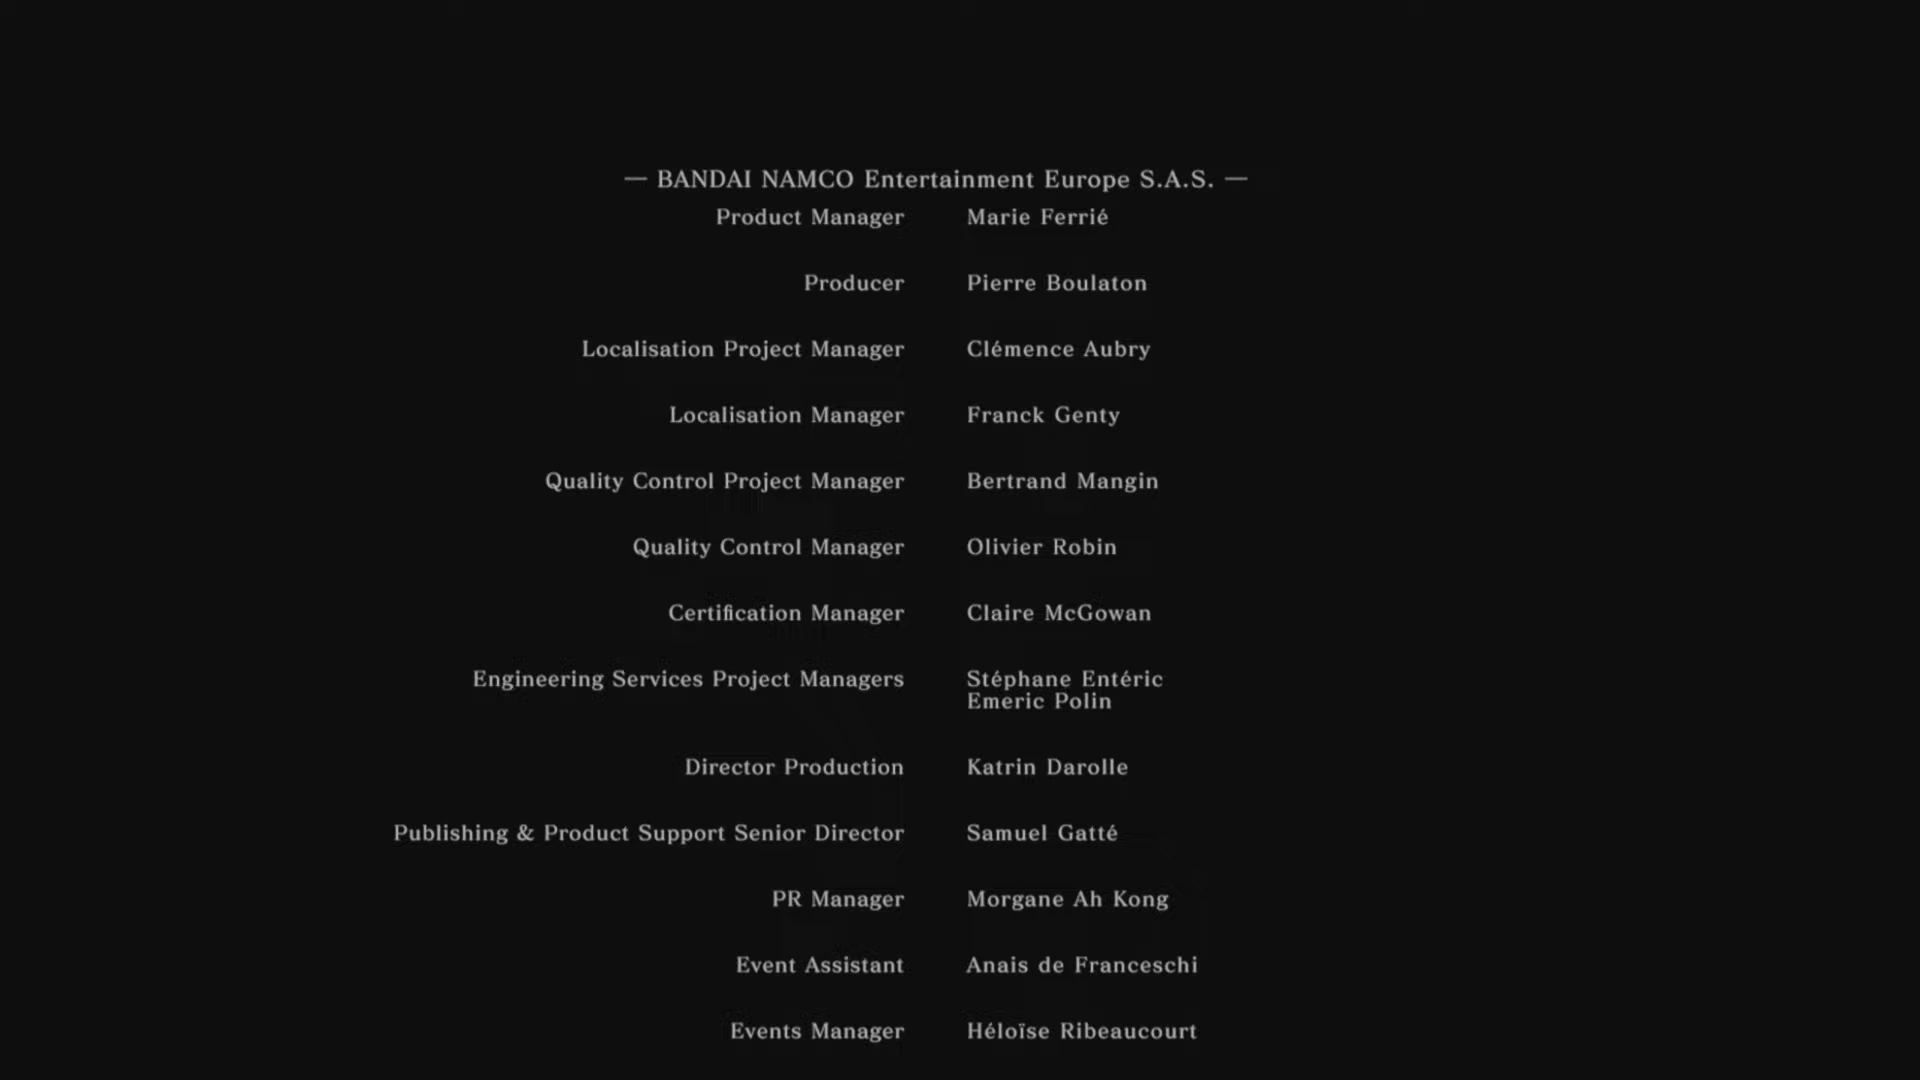 — BANDAI NAMCO Entertainment Europe S.A.S. —
Product Manager Marie Ferrié
Producer Pierre Boulaton
Localisation Project Manager Clémence Aubry
Localisation Manager Franck Genty
Quality Control Project Manager Bertrand Mangin
Quality Control Manager Olivier Robin
Certification Manager Claire McGowan
Engineering Services Project Managers Stéphane Entéric
Emeric Polin
Director Production Katrin Darolle
Publishing & Product Support Senior Director Samuel Gatté
PR Manager Morgane Ah Kong
Event Assistant Anais de Franceschi
Events Manager Héloïse Ribeaucourt